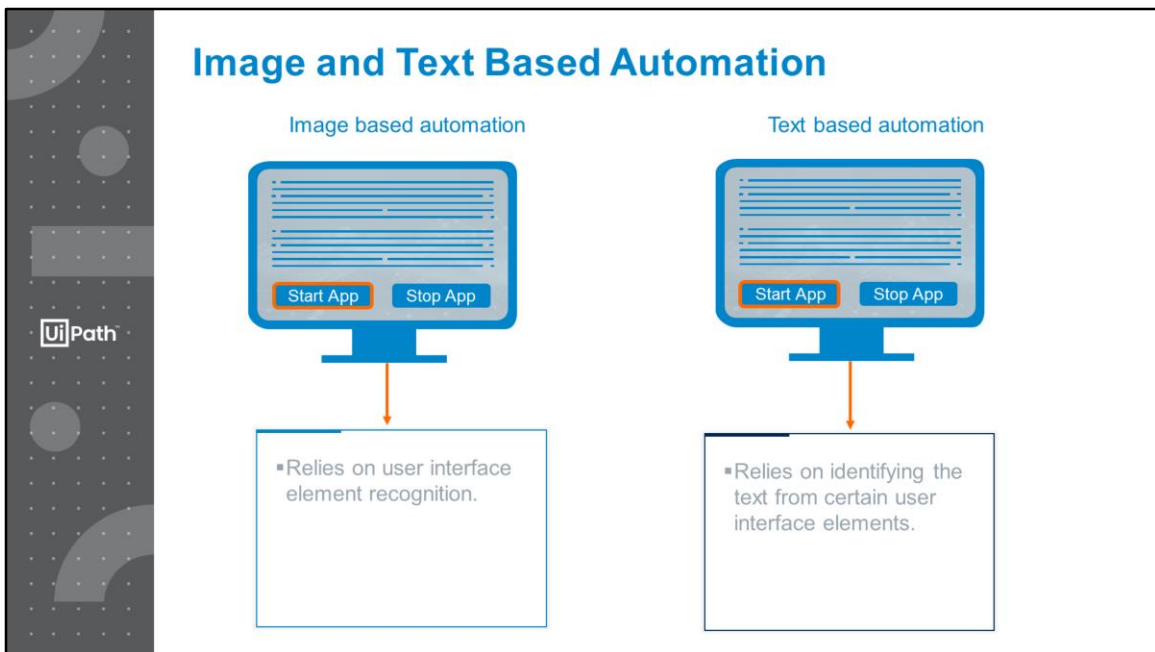 Image and Text Based Automation
Image based automation
Start App
Stop App
▪Relies on user interface
element recognition.
Text based automation
Start App
Stop App
▪Relies on identifying the
text from certain user
interface elements.
UiPath™